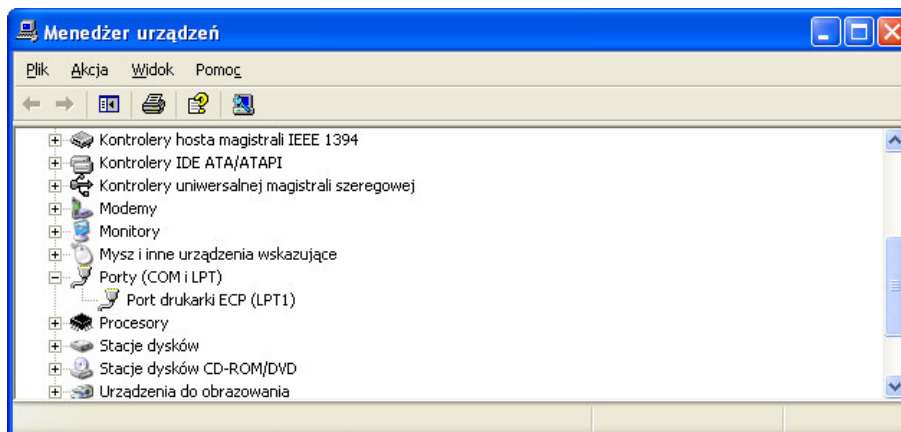 Menedżer urządzeń
Plik Akcja Widok Pomoc
Kontrolery hosta magistrali IEEE 1394
Kontrolery IDE ATA/ATAPI
Kontrolery uniwersalnej magistrali szeregowej
Modemy
Monitory
Mysz i inne urządzenia wskazujące
Porty (COM i LPT)
Port drukarki ECP (LPT1)
Procesory
Stacje dysków
Stacje dysków CD-ROM/DVD
Urządzenia do obrazowania